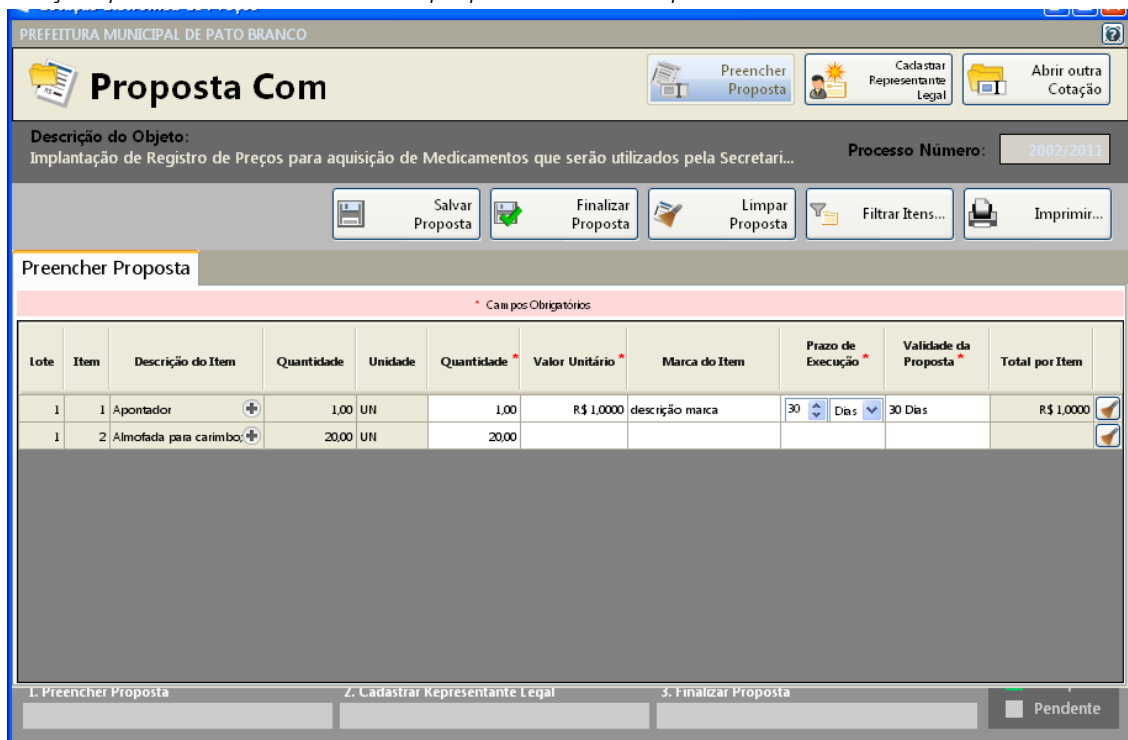 PREFEITURA MUNICIPAL DE PATO BRANCO
Proposta Com
Preencher
Proposta
Cadastrar
Representante
Legal
Abrir outra
Cotação
Descrição do Objeto:
Implantação de Registro de Preços para aquisição de Medicamentos que serão utilizados pela Secretari...
Processo Número:
2002/2011
Salvar
Proposta
Finalizar
Proposta
Limpar
Proposta
Filtrar Itens...
Imprimir...
Preencher Proposta
* Campos Obrigatórios
Lote Item Descrição do Item Quantidade Unidade Quantidade * Valor Unitário * Marca do Item Prazo de Execução * Validade da Proposta * Total por Item
1 1 Apontador 1,00 UN 1,00 R$ 1,0000 descrição marca 30 Dias 30 Dias R$ 1,0000
1 2 Almofada para carimbo; 20,00 UN 20,00
1. Preencher Proposta 2. Cadastrar Representante Legal 3. Finalizar Proposta
Pendente